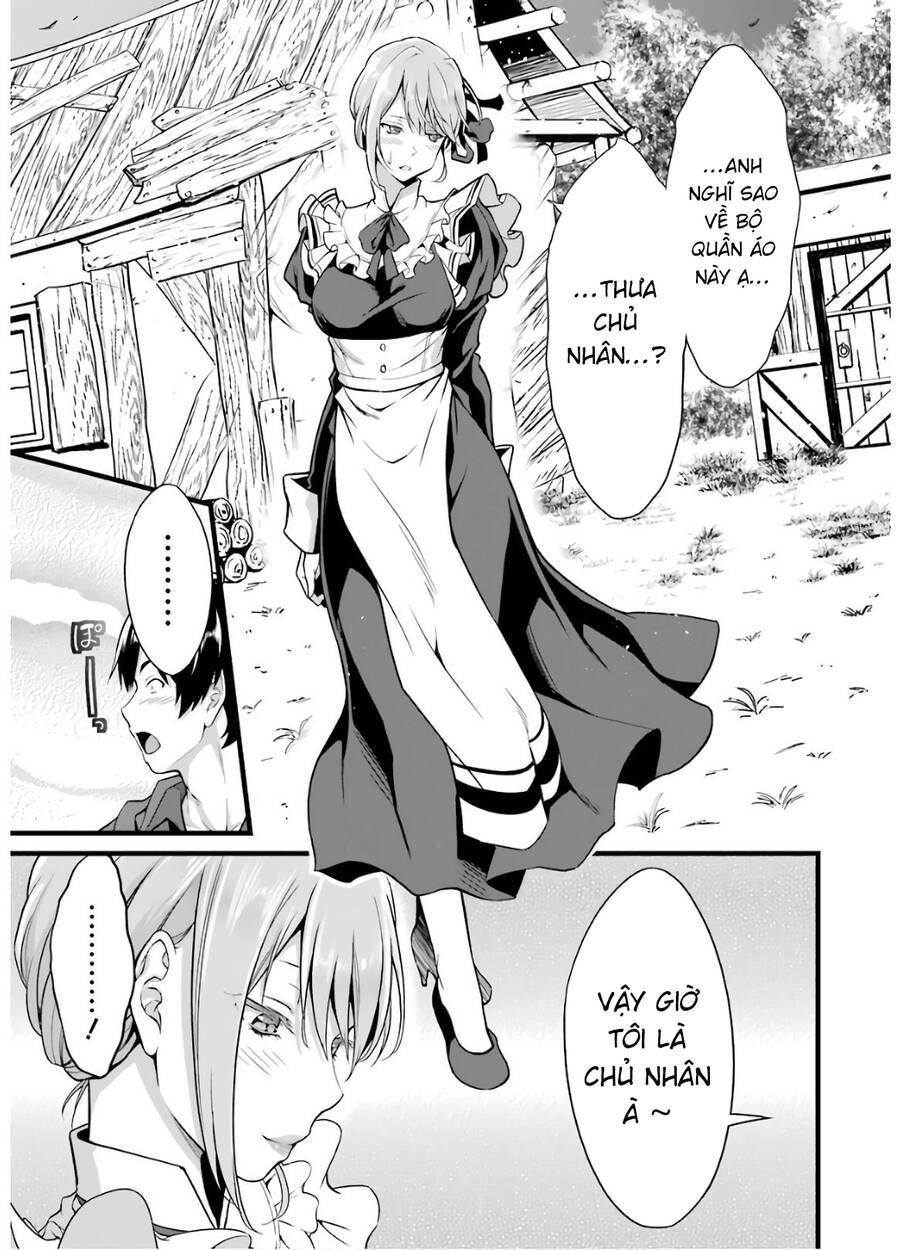 ...ANH
NGHĨ SAO
VỀ BỘ
QUẦN ÁO
NÀY Ạ...
...THƯA
CHỦ
NHÂN...?
.........
ぽーっ
........!
VẬY GIỜ
TÔI LÀ
CHỦ NHÂN
À ~